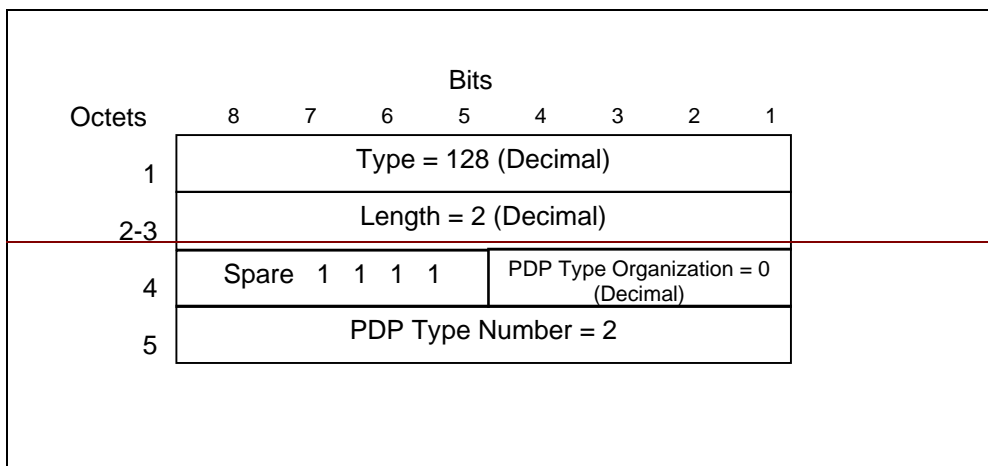 Bits
Octets 8 7 6 5 4 3 2 1
1 Type = 128 (Decimal)
2-3 Length = 2 (Decimal)
4 Spare 1 1 1 1 PDP Type Organization = 0
(Decimal)
5 PDP Type Number = 2